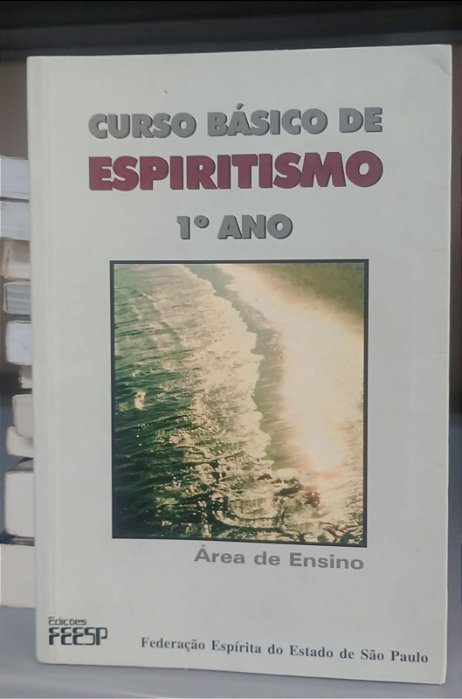 CURSO BÁSICO DE
ESPIRITISMO
1º ANO
Área de Ensino
Edições
FEESP
Federação Espírita do Estado de São Paulo